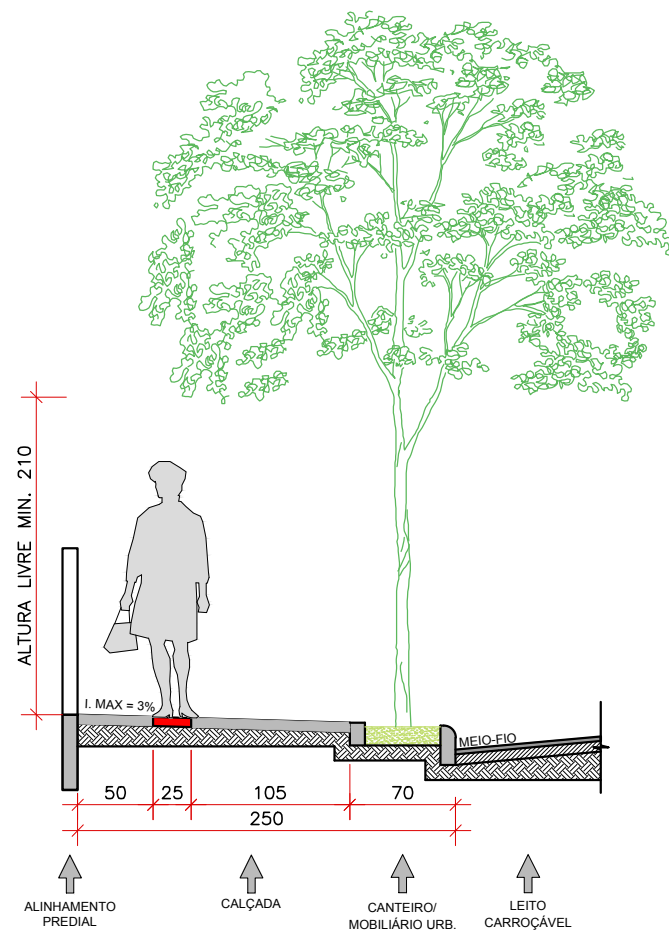 ALTURA LIVRE MIN. 210
I. MAX = 3%
MEIO-FIO
50 25 105 70
250
ALINHAMENTO
PREDIAL
CALÇADA
CANTEIRO/
MOBILIÁRIO URB.
LEITO
CARROÇÁVEL